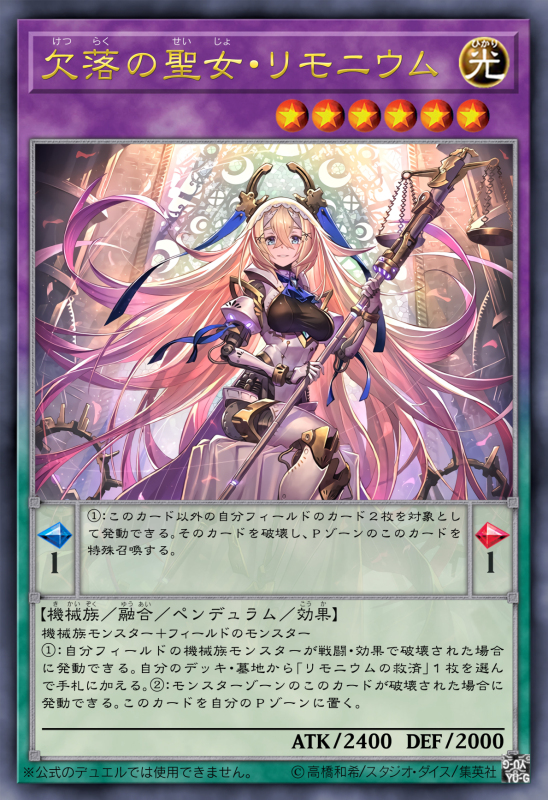 けつ らく せい じょ
欠落の聖女・リモニウム
ひかり
光
①:このカード以外の自分フィールドのカード2枚を対象とし
て発動できる。そのカードを破壊し、Pゾーンのこのカードを
特殊召喚する。
1
1
き かい ぞく ゆう ごう こう か
【機械族/融合/ペンデュラム/効果】
機械族モンスター+フィールドのモンスター
①:自分フィールドの機械族モンスターが戦闘・効果で破壊された場合
に発動できる。自分のデッキ・墓地から「リモニウムの救済」1枚を選ん
で手札に加える。②:モンスターゾーンのこのカードが破壊された場合に
発動できる。このカードを自分のPゾーンに置く。
ATK/2400 DEF/2000
※公式のデュエルでは使用できません。
©高橋和希/スタジオ・ダイス/集英社